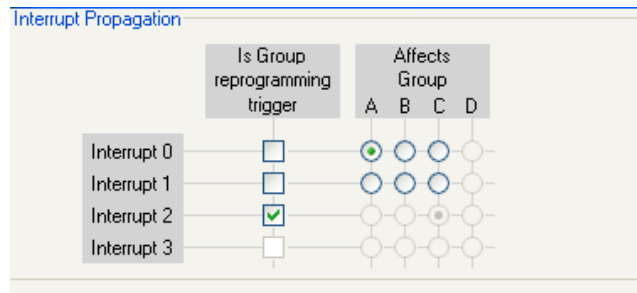 Interrupt Propagation
Is Group
reprogramming
trigger
Affects
Group
A B C D
Interrupt 0
Interrupt 1
Interrupt 2
Interrupt 3